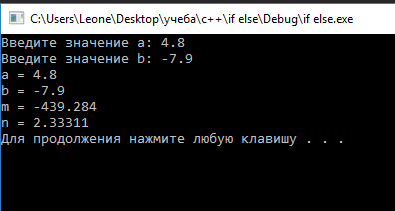 C:\Users\Leone\Desktop\учеба\c++\if else\Debug\if else.exe
Введите значение a: 4.8
Введите значение b: -7.9
a = 4.8
b = -7.9
m = -439.284
n = 2.33311
Для продолжения нажмите любую клавишу . . .